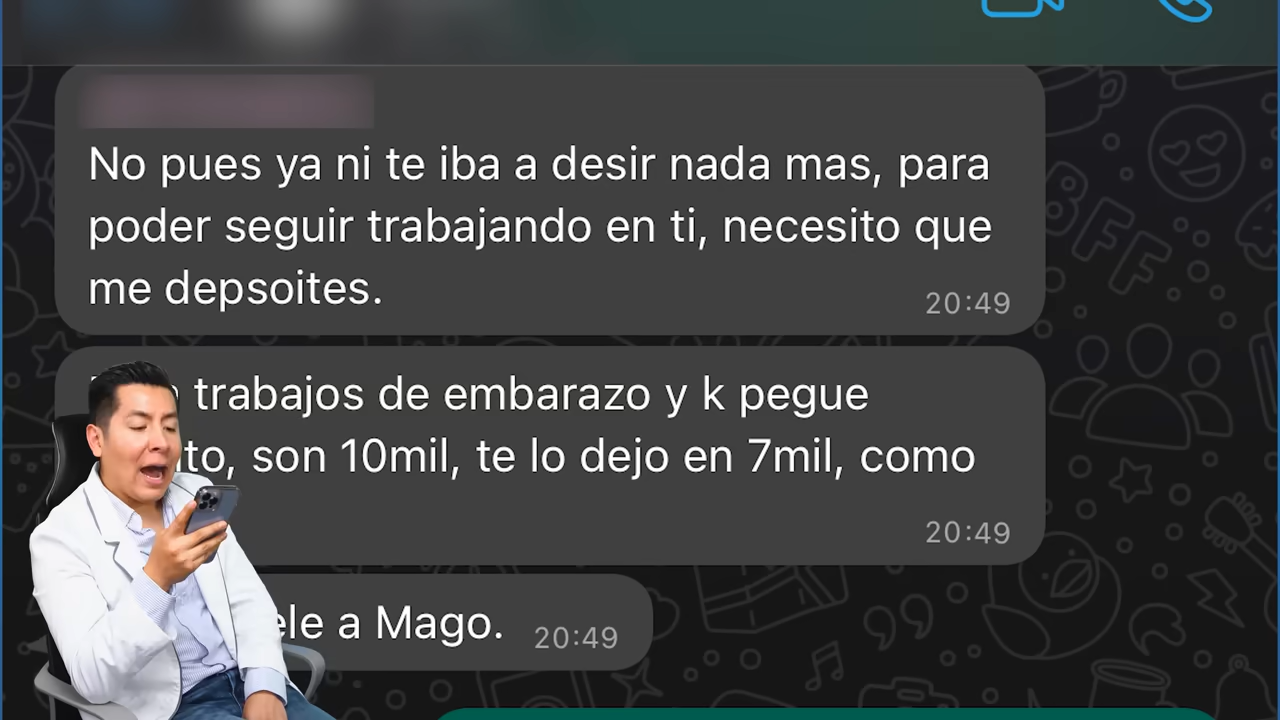 No pues ya ni te iba a desir nada mas, para
poder seguir trabajando en ti, necesito que
me depsoites.
20:49
trabajos de embarazo y k pegue
son 10mil, te lo dejo en 7mil, como
20:49
a Mago.
20:49